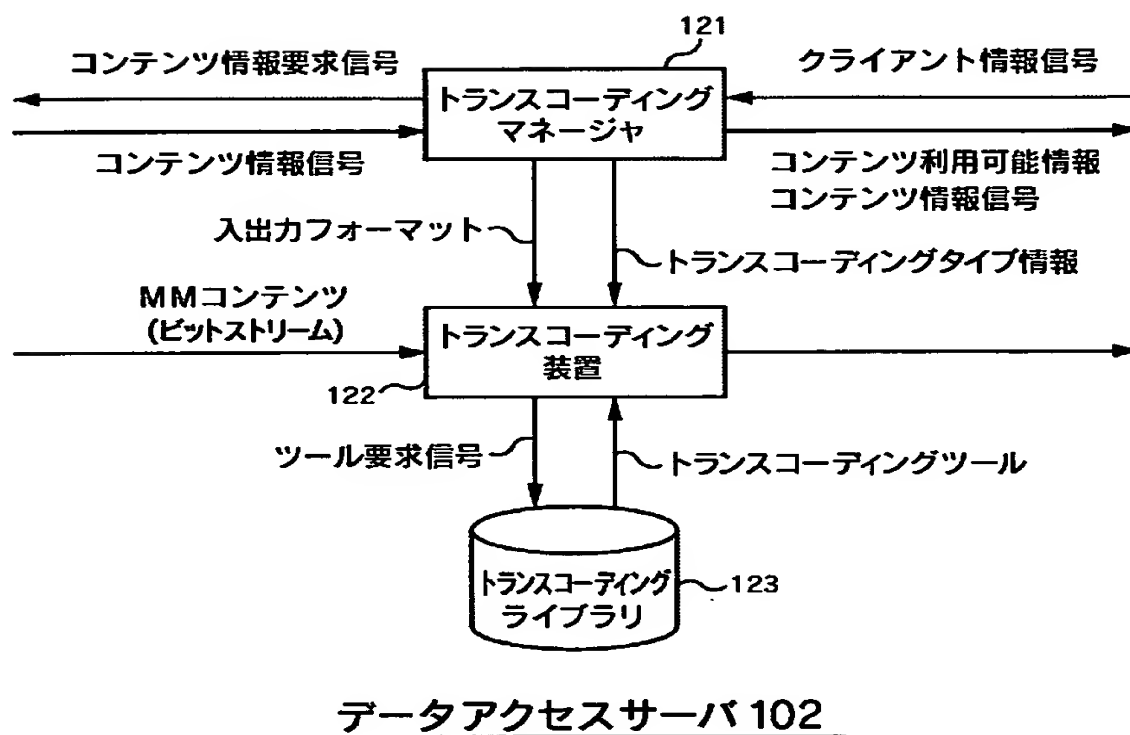 121
コンテンツ情報要求信号
クライアント情報信号
トランスコーディング
マネージャ
コンテンツ情報信号
コンテンツ利用可能情報
コンテンツ情報信号
入出力フォーマット
トランスコーディングタイプ情報
MMコンテンツ
(ビットストリーム)
トランスコーディング
装置
122
ツール要求信号
トランスコーディングツール
トランスコーディング
ライブラリ
123
データアクセスサーバ 102